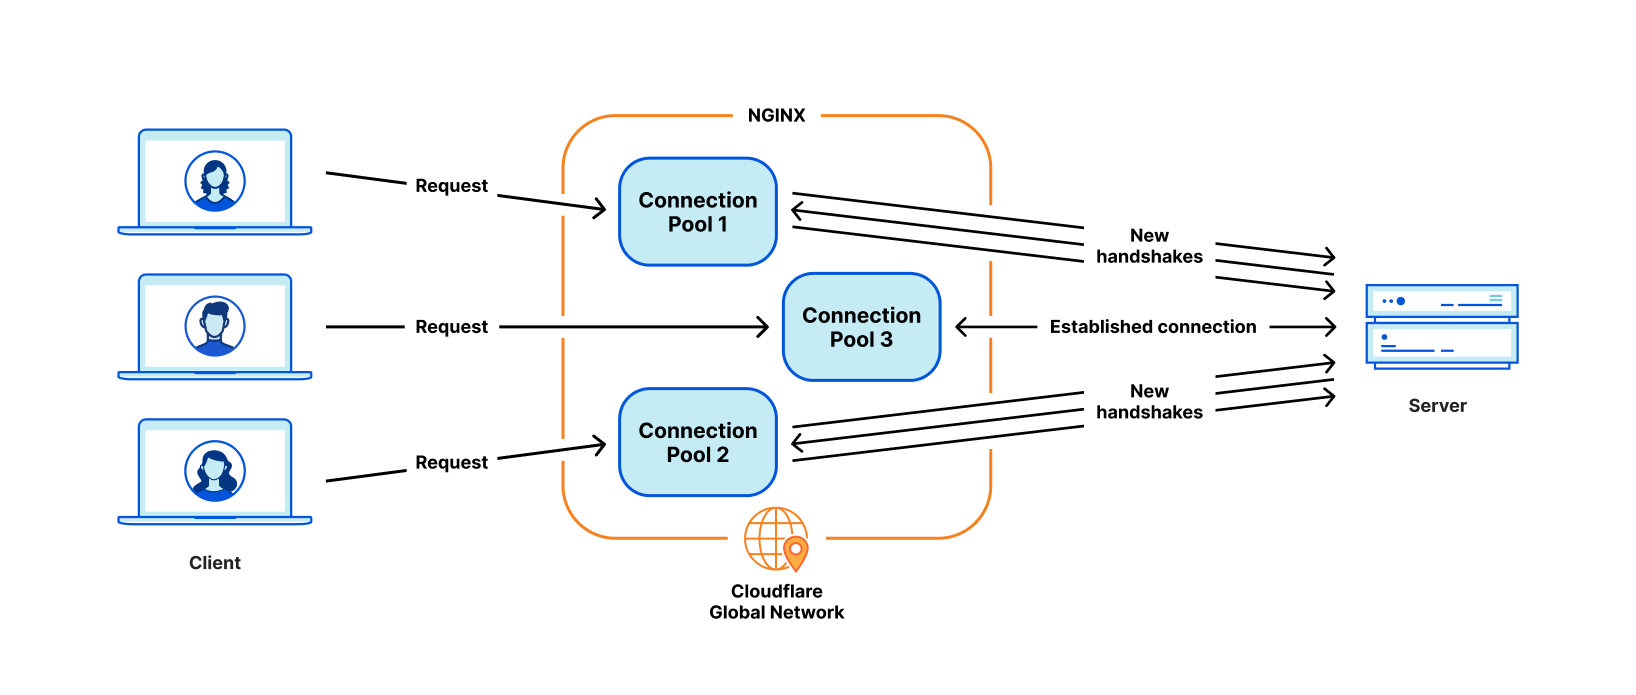 NGINX
Request
Connection
Pool 1
New
handshakes
Request
Connection
Pool 3
Established connection
Request
Connection
Pool 2
New
handshakes
Server
Client
Cloudflare
Global Network